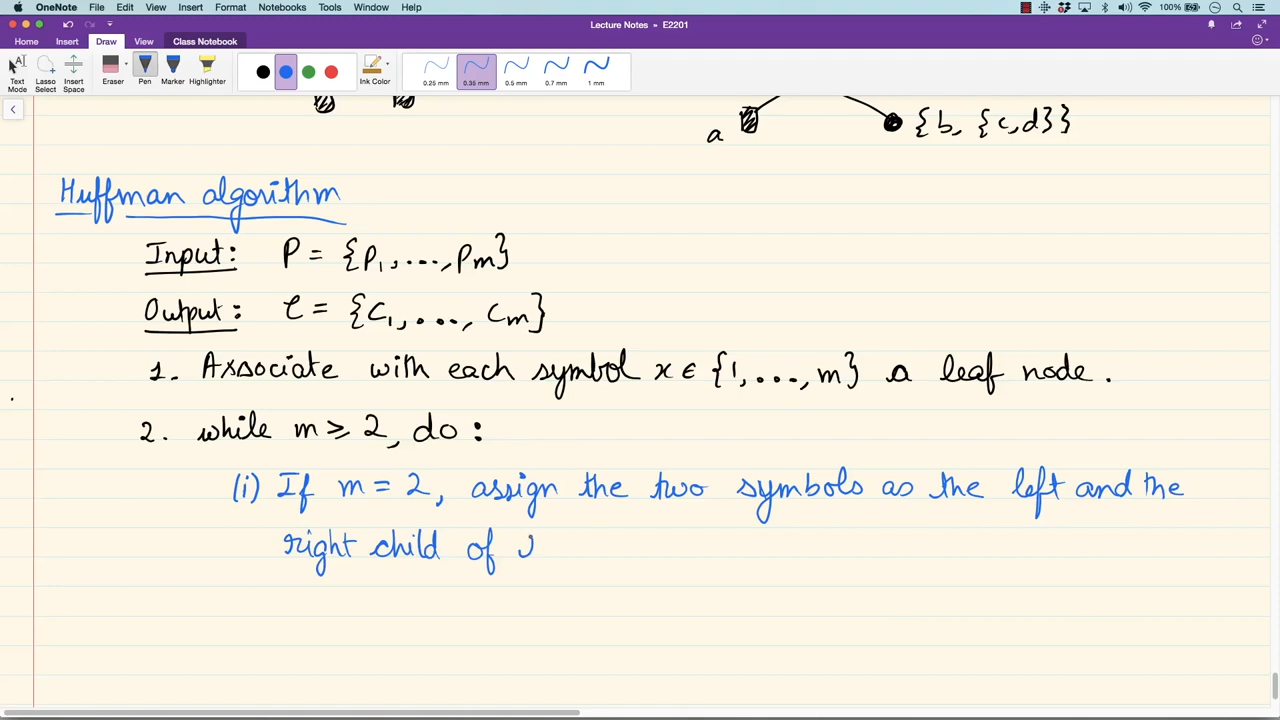 OneNote File Edit View Insert Format Notebooks Tools Window Help 100%
Lecture Notes » E2201
Home Insert Draw View Class Notebook
Text Mode Lasso Select Insert Space Eraser Pen Marker Highlighter Ink Color 0.25 mm 0.35 mm 0.5 mm 0.7 mm 1 mm
a {b, {c,d}}
Huffman algorithm
Input: P = {p₁,...,pm}
Output: C = {c₁,..., cm}
1. Associate with each symbol x ∈ {1,...,m} a leaf node.
2. while m ⩾ 2, do :
(i) If m = 2, assign the two symbols as the left and the
right child of